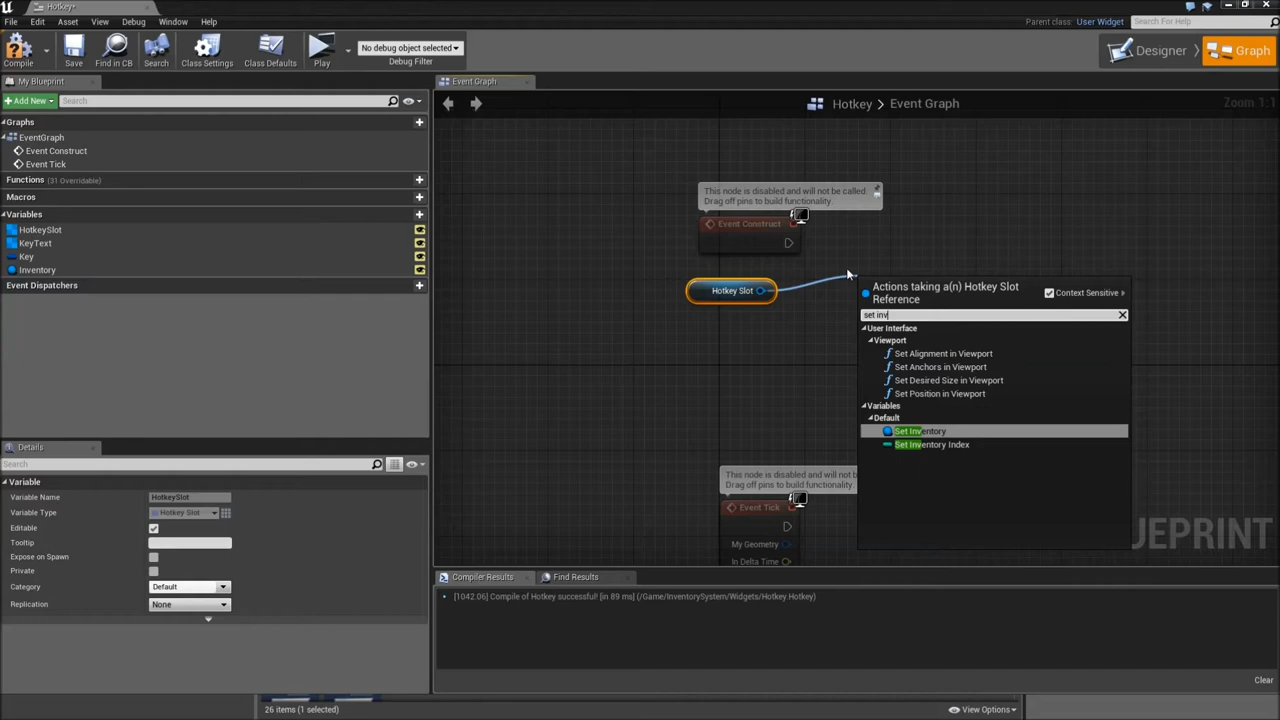 Hotkey*
File Edit Asset View Debug Window Help
Parent class: User Widget
Search For Help
Compile Save Find in CB Search Class Settings Class Defaults Play
No debug object selected
Debug Filter
Designer Graph
My Blueprint
Event Graph
Add New
Search
Hotkey > Event Graph
Zoom 1:1
Graphs
EventGraph
Event Construct
Event Tick
Functions (31 Overridable)
Macros
Variables
HotkeySlot
KeyText
Key
Inventory
Event Dispatchers
This node is disabled and will not be called.
Drag off pins to build functionality.
Event Construct
Hotkey Slot
Actions taking a(n) Hotkey Slot
Reference
Context Sensitive
set inv
User Interface
Viewport
Set Alignment in Viewport
Set Anchors in Viewport
Set Desired Size in Viewport
Set Position in Viewport
Variables
Default
Set Inventory
Set Inventory Index
This node is disabled and will not b
Drag off pins to build functionality.
Event Tick
My Geometry
In Delta Time
UEPRINT
Details
Search
Variable
Variable Name HotkeySlot
Variable Type Hotkey Slot
Editable
Tooltip
Expose on Spawn
Private
Category Default
Replication None
Compiler Results
Find Results
[1042.06] Compile of Hotkey successful! [in 89 ms] (/Game/InventorySystem/Widgets/Hotkey.Hotkey)
Clear
26 items (1 selected)
View Options